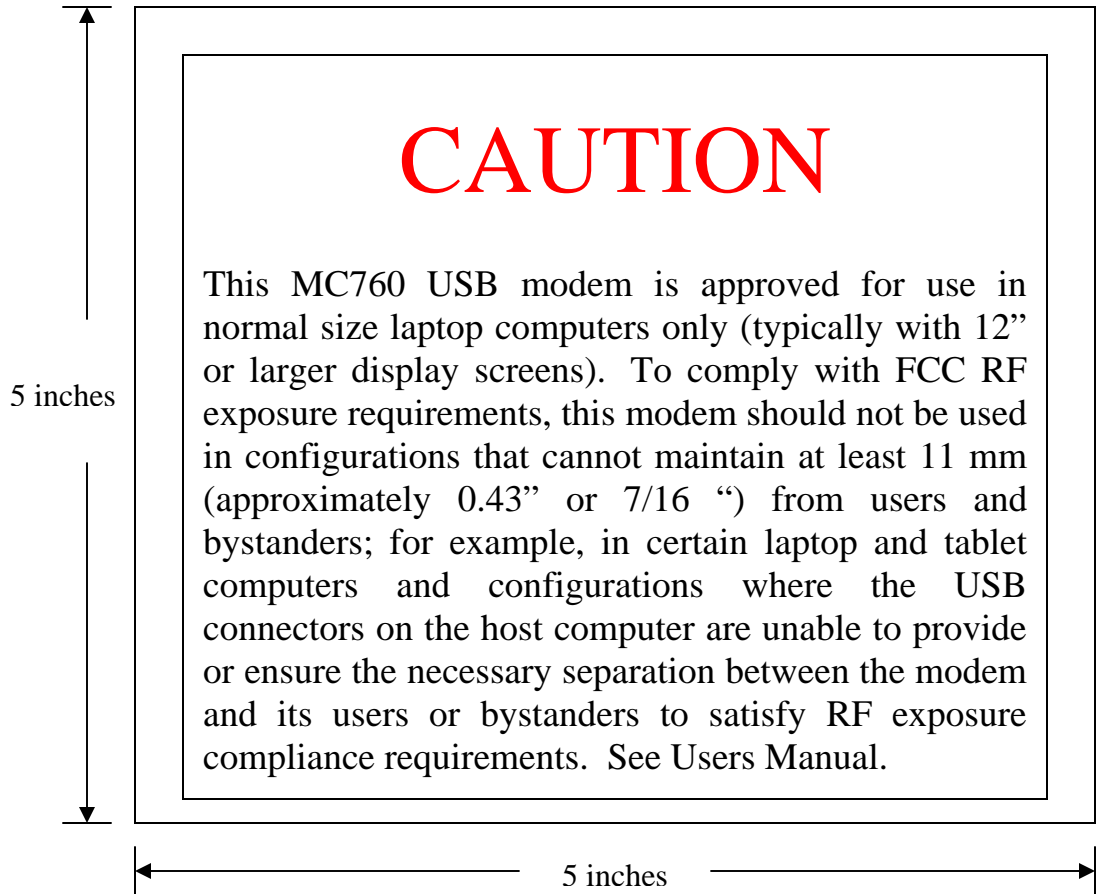 CAUTION
This MC760 USB modem is approved for use in
normal size laptop computers only (typically with 12”
or larger display screens).  To comply with FCC RF
exposure requirements, this modem should not be used
in configurations that cannot maintain at least 11 mm
(approximately 0.43” or 7/16 “) from users and
bystanders; for example, in certain laptop and tablet
computers and configurations where the USB
connectors on the host computer are unable to provide
or ensure the necessary separation between the modem
and its users or bystanders to satisfy RF exposure
compliance requirements.  See Users Manual.
5 inches
5 inches